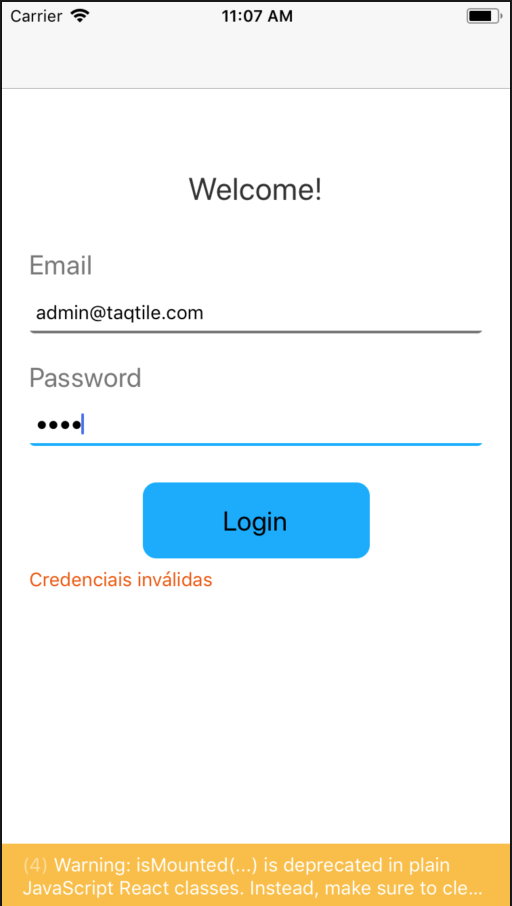 Carrier 11:07 AM
Welcome!
Email
admin@taqtile.com
Password
••••
Login
Credenciais inválidas
(4) Warning: isMounted(...) is deprecated in plain
JavaScript React classes. Instead, make sure to cle...